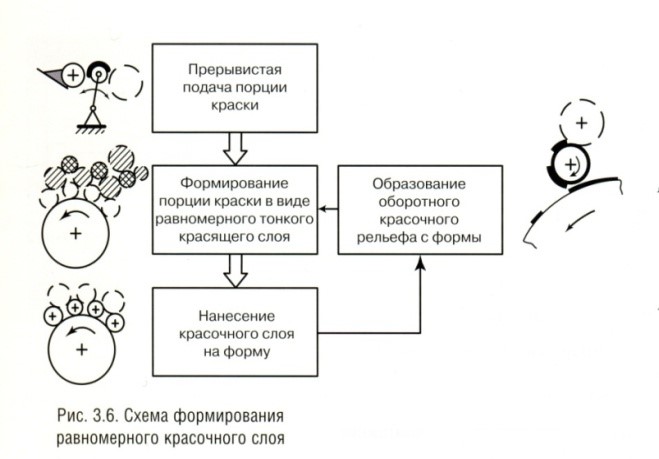 Прерывистая
подача порции
краски
Формирование
порции краски в виде
равномерного тонкого
красящего слоя
Образование
оборотного
красочного
рельефа с формы
Нанесение
красочного слоя
на форму
Рис. 3.6. Схема формирования
равномерного красочного слоя